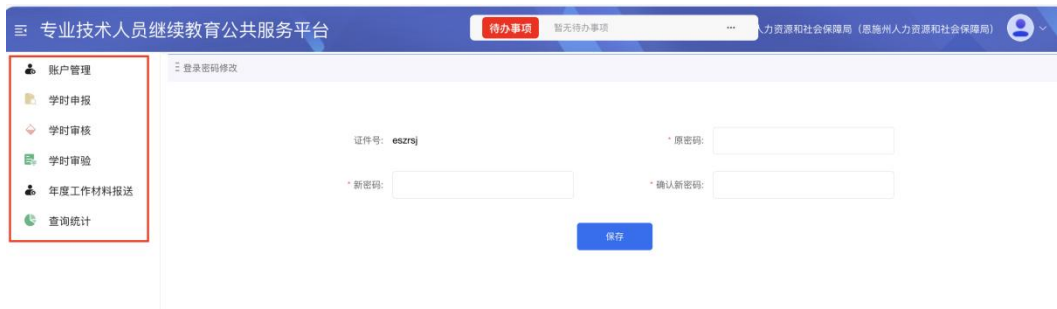 专业技术人员继续教育公共服务平台
待办事项 暂无待办事项 ... 人力资源和社会保障局（恩施州人力资源和社会保障局）
账户管理
学时申报
学时审核
学时审验
年度工作材料报送
查询统计
登录密码修改
证件号: eszrsj
* 原密码:
* 新密码:
* 确认新密码:
保存